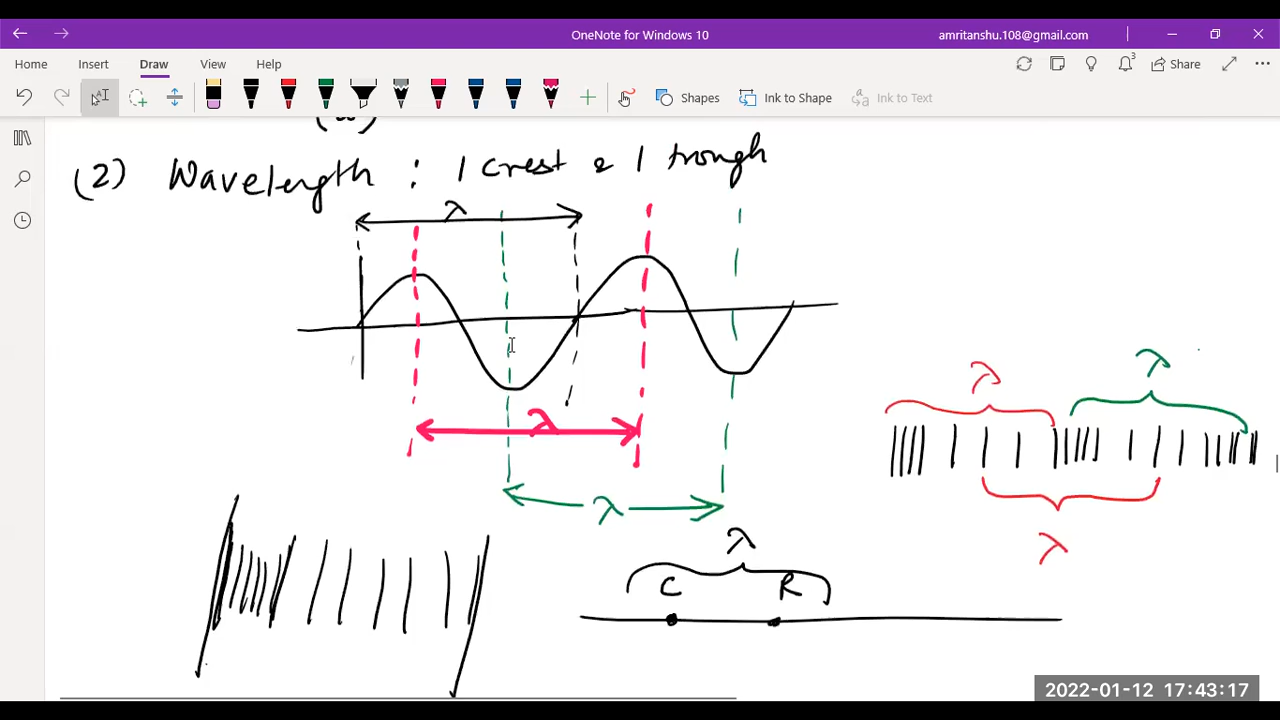 OneNote for Windows 10
amritanshu.108@gmail.com
Home Insert Draw View Help
Share
Shapes Ink to Shape Ink to Text
(2) Wavelength : 1 crest & 1 trough
λ
λ
λ
λ
λ
λ
λ
C R
2022-01-12 17:43:17